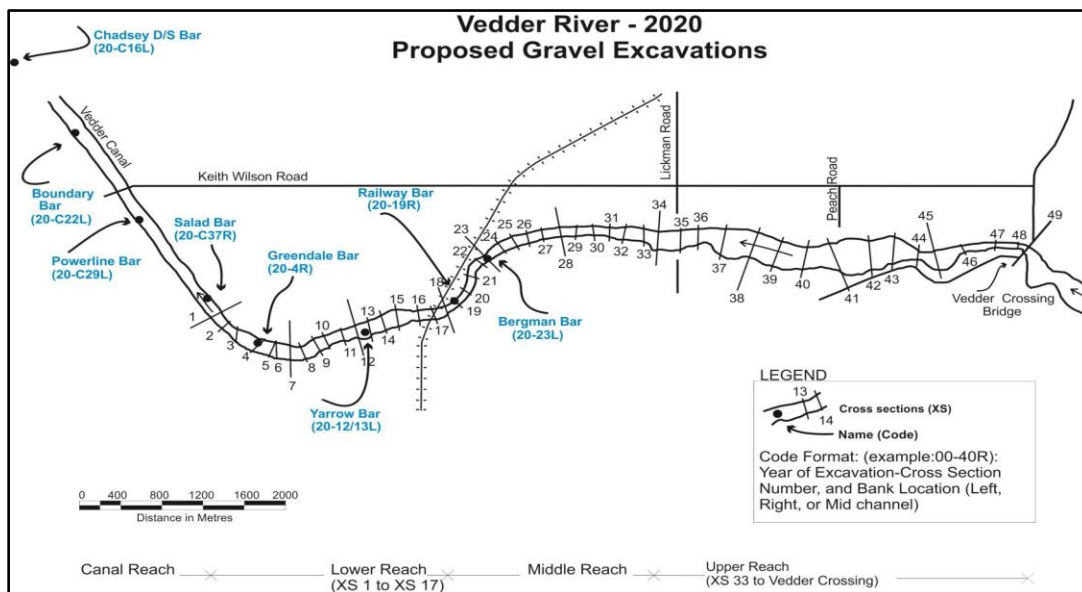 Vedder River - 2020
Proposed Gravel Excavations
Chadsey D/S Bar
(20-C16L)
Vedder Canal
Keith Wilson Road
Lickman Road
Peach Road
Boundary
Bar
(20-C22L)
Powerline Bar
(20-C29L)
Salad Bar
(20-C37R)
Greendale Bar
(20-4R)
Railway Bar
(20-19R)
Bergman Bar
(20-23L)
Yarrow Bar
(20-12/13L)
Vedder Crossing
Bridge
1
2
3
4
5
6
7
8
9
10
11
12
13
14
15
16
17
18
19
20
21
22
23
24
25
26
27
28
29
30
31
32
33
34
35
36
37
38
39
40
41
42
43
44
45
46
47
48
49
LEGEND
13
14
Cross sections (XS)
Name (Code)
Code Format: (example:00-40R):
Year of Excavation-Cross Section
Number, and Bank Location (Left,
Right, or Mid channel)
0 400 800 1200 1600 2000
Distance in Metres
Canal Reach
Lower Reach
(XS 1 to XS 17)
Middle Reach
Upper Reach
(XS 33 to Vedder Crossing)